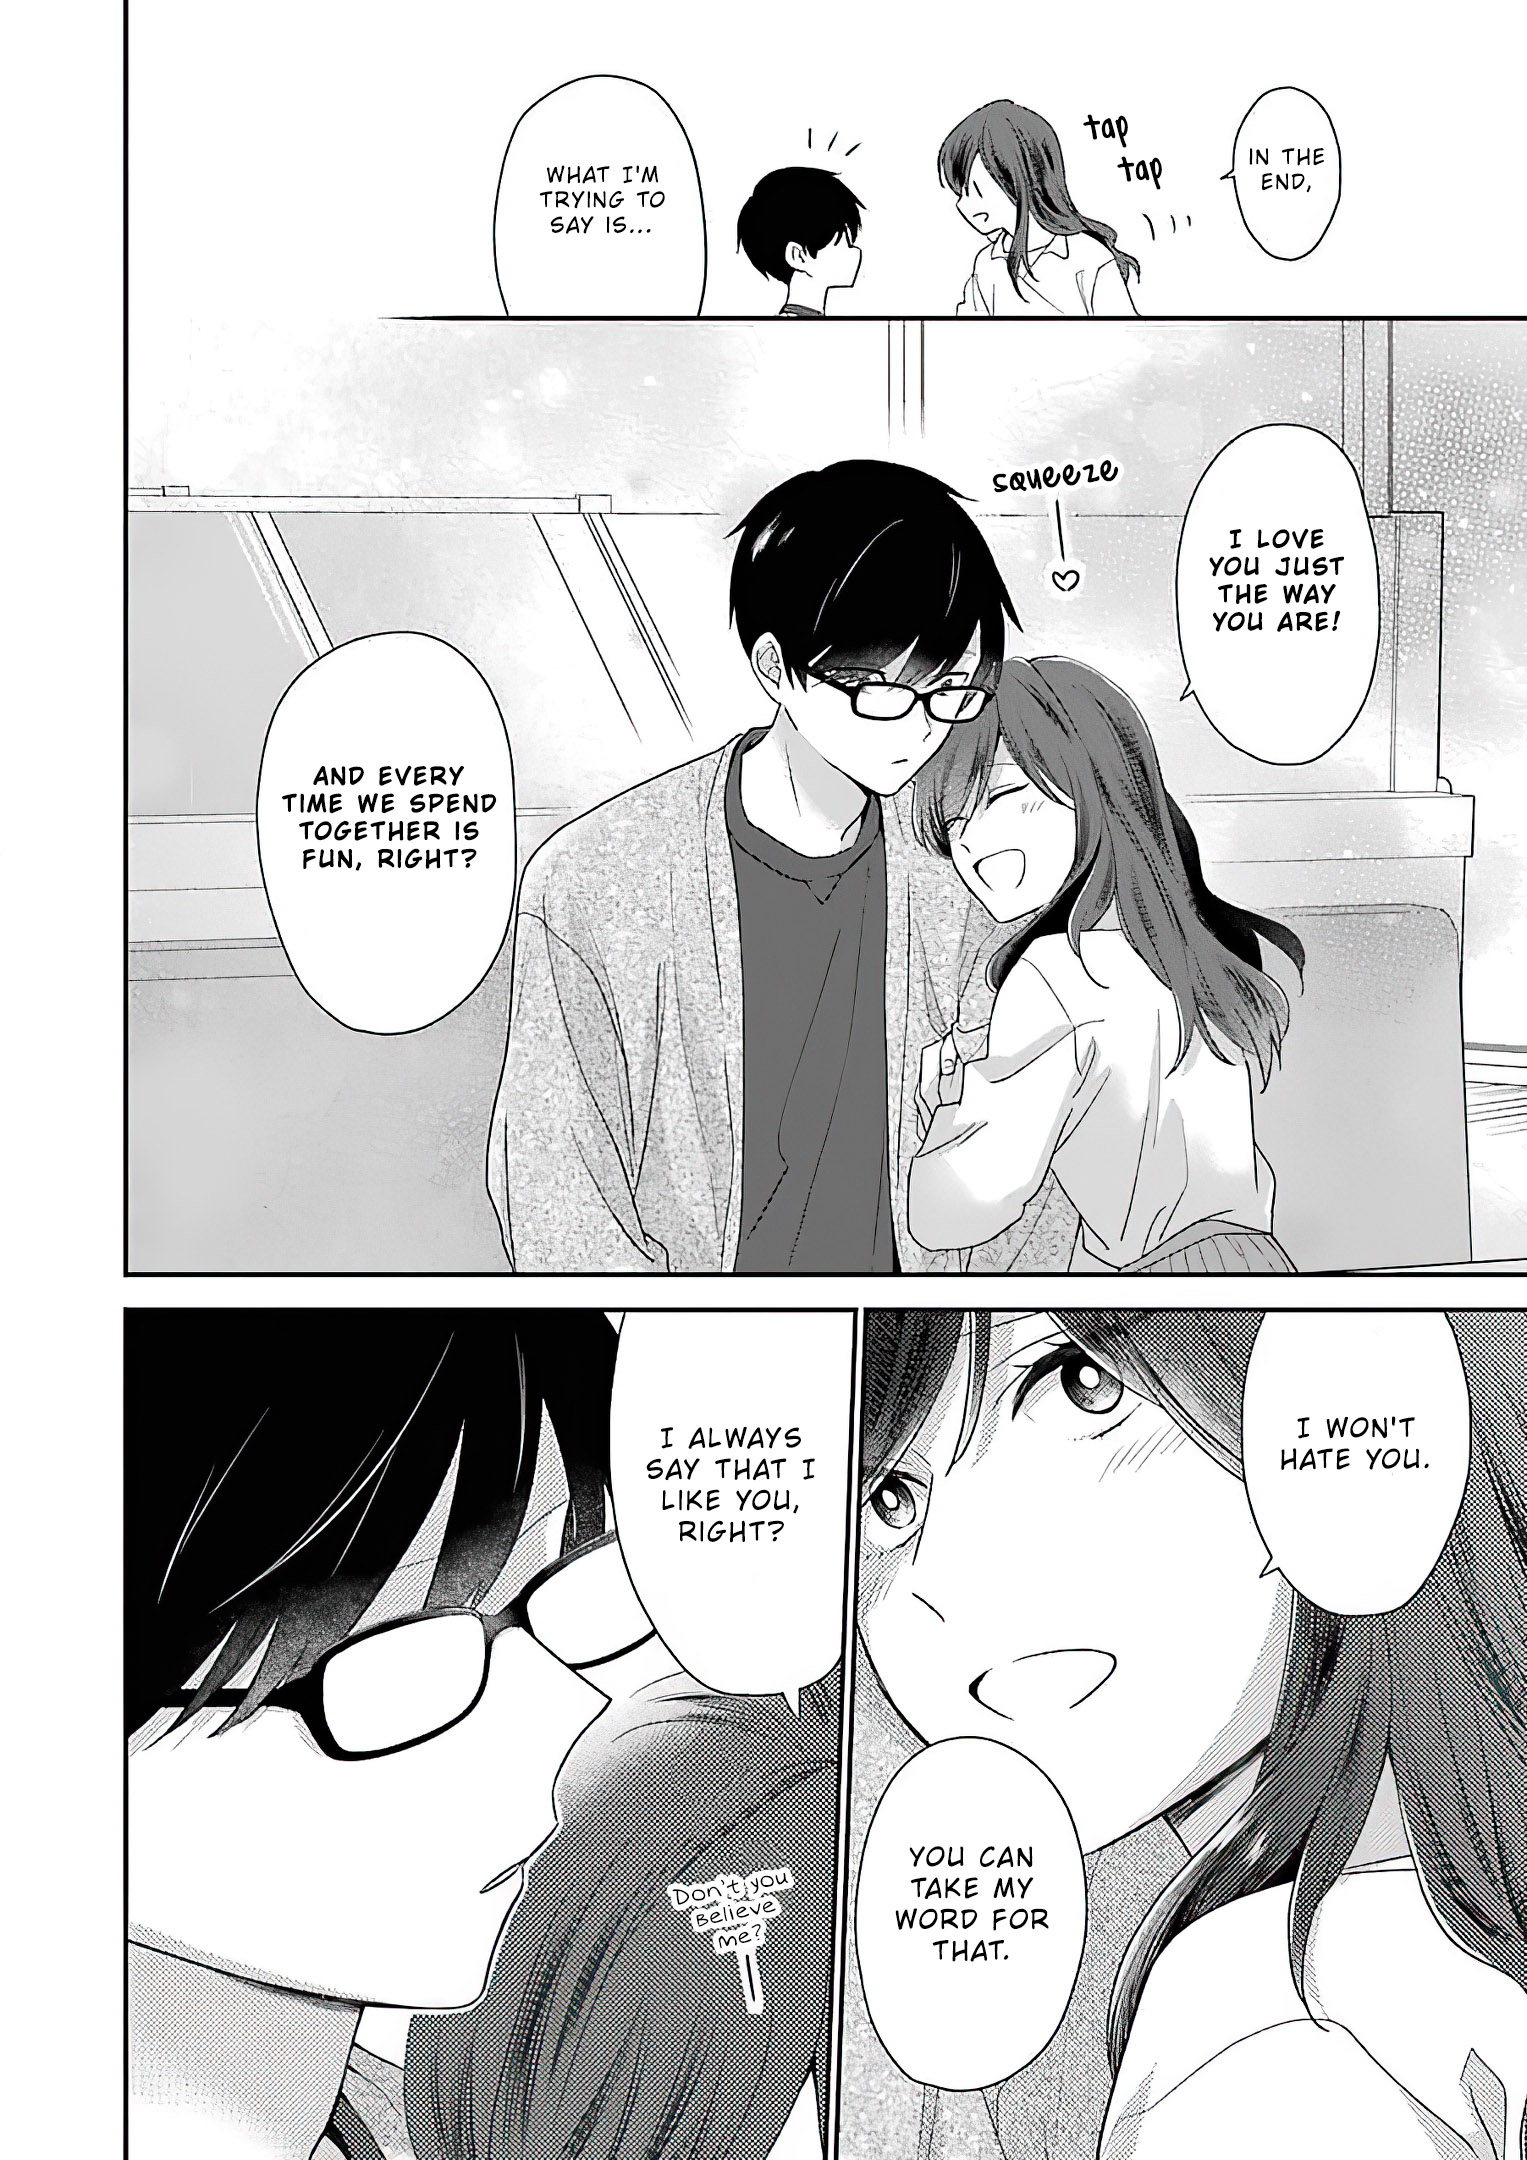 IN THE
END,
tap
tap
WHAT I'M
TRYING TO
SAY IS...
I LOVE
YOU JUST
THE WAY
YOU ARE!
squeeze
AND EVERY
TIME WE SPEND
TOGETHER IS
FUN, RIGHT?
I WON'T
HATE YOU.
YOU CAN
TAKE MY
WORD FOR
THAT.
I ALWAYS
SAY THAT I
LIKE YOU,
RIGHT?
Don't you
Believe
me?